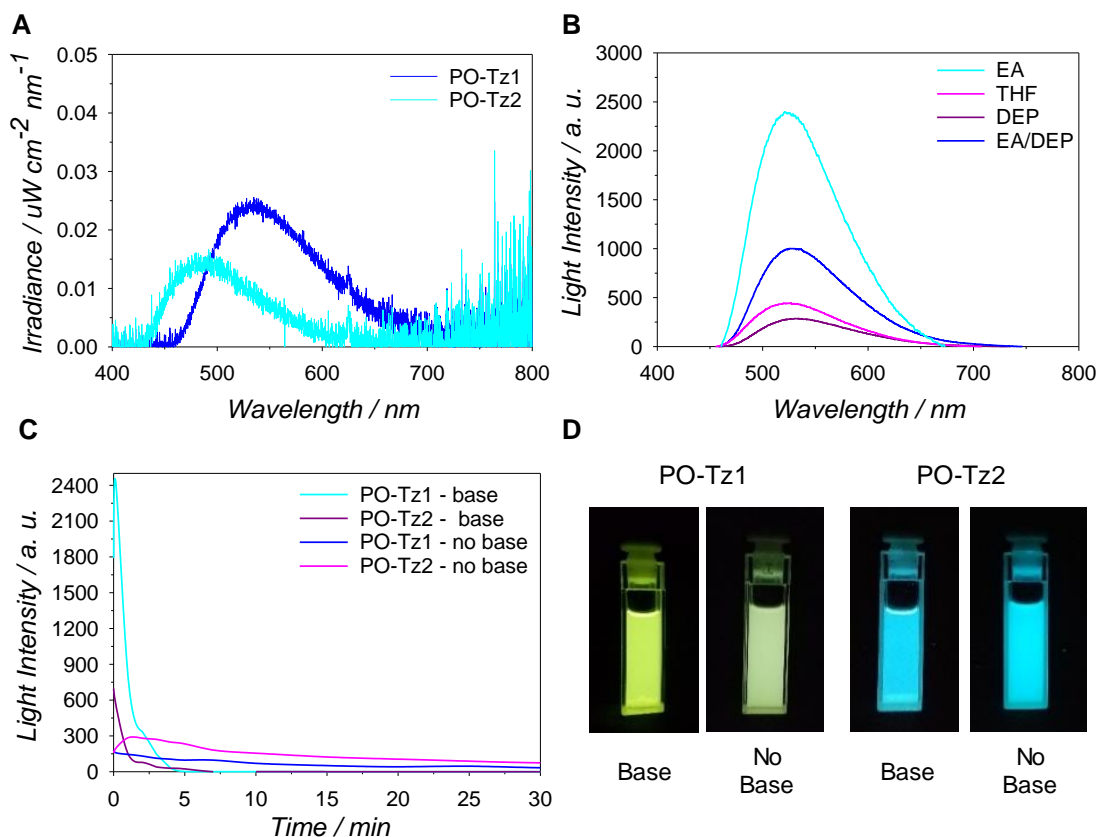 A
0.05
0.04
0.03
0.02
0.01
0.00
Irradiance / uW cm-2 nm-1
PO-Tz1
PO-Tz2
400 500 600 700 800
Wavelength / nm
B
3000
2500
2000
1500
1000
500
0
Light Intensity / a. u.
EA
THF
DEP
EA/DEP
400 500 600 700 800
Wavelength / nm
C
2400
2100
1800
1500
1200
900
600
300
0
Light Intensity / a. u.
PO-Tz1 - base
PO-Tz2 - base
PO-Tz1 - no base
PO-Tz2 - no base
0 5 10 15 20 25 30
Time / min
D
PO-Tz1 PO-Tz2
Base
No
Base
Base
No
Base